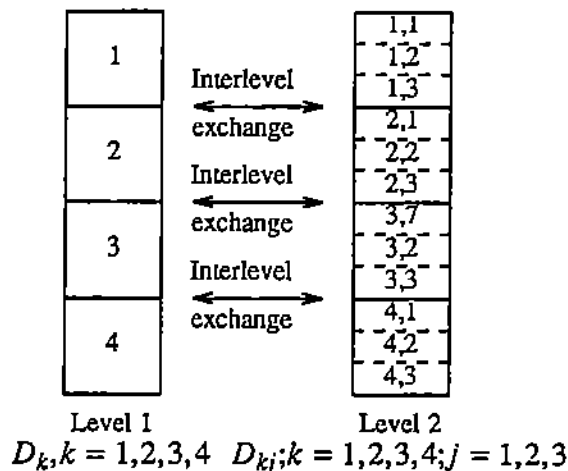 1
2
3
4
Interlevel
exchange
Interlevel
exchange
Interlevel
exchange
1,1
1,2
1,3
2,1
2,2
2,3
3,7
3,2
3,3
4,1
4,2
4,3
Level 1
Level 2
D_k, k = 1,2,3,4 D_kj; k = 1,2,3,4; j = 1,2,3